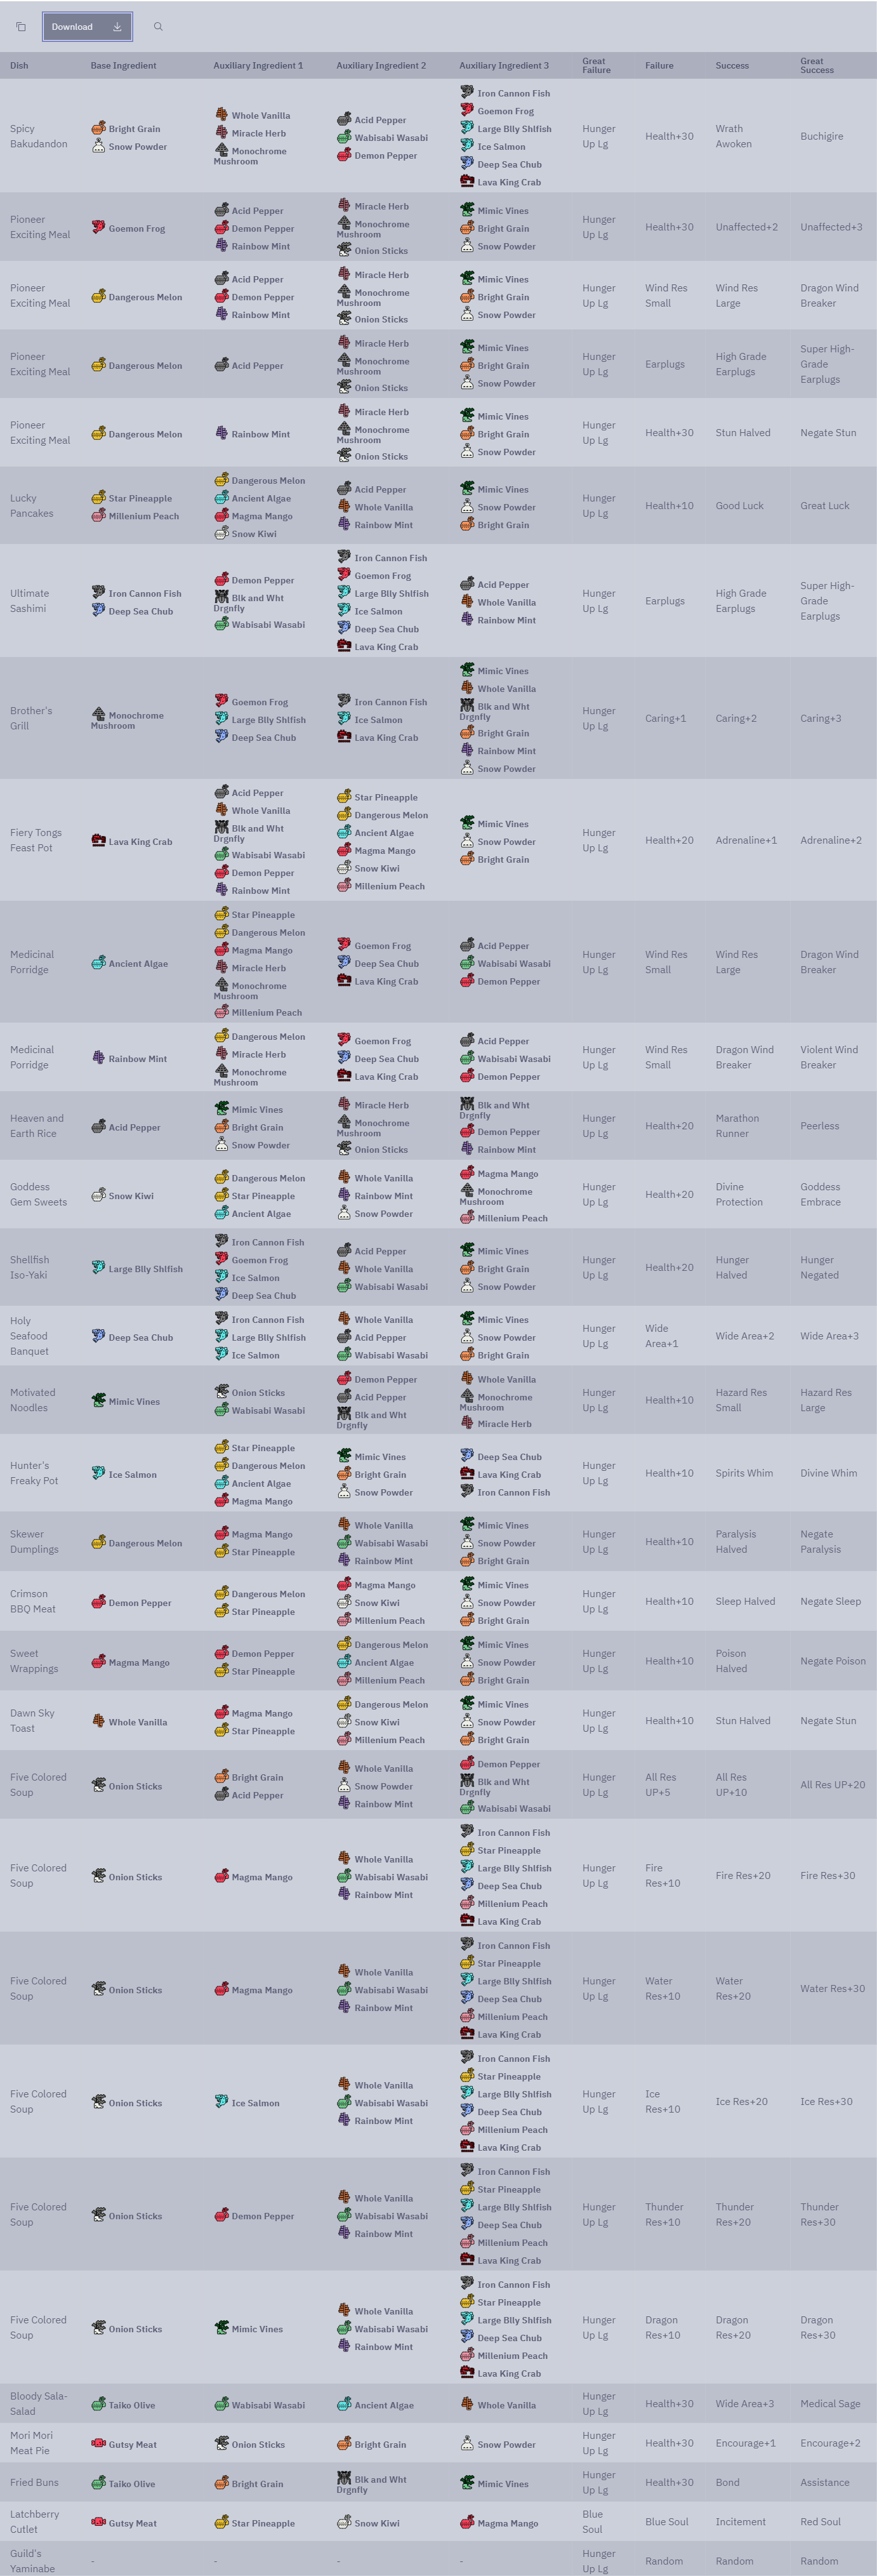 Download
Dish Base Ingredient Auxiliary Ingredient 1 Auxiliary Ingredient 2 Auxiliary Ingredient 3 Great Failure Failure Success Great Success
Spicy Bakudandon
Bright Grain
Snow Powder
Whole Vanilla
Miracle Herb
Monochrome Mushroom
Acid Pepper
Wabisabi Wasabi
Demon Pepper
Iron Cannon Fish
Goemon Frog
Large Blly Shlfish
Ice Salmon
Deep Sea Chub
Lava King Crab
Hunger Up Lg
Health+30
Wrath Awoken
Buchigire
Pioneer Exciting Meal
Goemon Frog
Acid Pepper
Demon Pepper
Rainbow Mint
Miracle Herb
Monochrome Mushroom
Onion Sticks
Mimic Vines
Bright Grain
Snow Powder
Hunger Up Lg
Health+30
Unaffected+2
Unaffected+3
Pioneer Exciting Meal
Dangerous Melon
Acid Pepper
Demon Pepper
Rainbow Mint
Miracle Herb
Monochrome Mushroom
Onion Sticks
Mimic Vines
Bright Grain
Snow Powder
Hunger Up Lg
Wind Res Small
Wind Res Large
Dragon Wind Breaker
Pioneer Exciting Meal
Dangerous Melon
Acid Pepper
Miracle Herb
Monochrome Mushroom
Onion Sticks
Mimic Vines
Bright Grain
Snow Powder
Hunger Up Lg
Earplugs
High Grade Earplugs
Super High-Grade Earplugs
Pioneer Exciting Meal
Dangerous Melon
Rainbow Mint
Miracle Herb
Monochrome Mushroom
Onion Sticks
Mimic Vines
Bright Grain
Snow Powder
Hunger Up Lg
Health+30
Stun Halved
Negate Stun
Lucky Pancakes
Star Pineapple
Millenium Peach
Dangerous Melon
Ancient Algae
Magma Mango
Snow Kiwi
Acid Pepper
Whole Vanilla
Rainbow Mint
Mimic Vines
Snow Powder
Bright Grain
Hunger Up Lg
Health+10
Good Luck
Great Luck
Ultimate Sashimi
Iron Cannon Fish
Deep Sea Chub
Demon Pepper
Blk and Wht Drgnfly
Wabisabi Wasabi
Iron Cannon Fish
Goemon Frog
Large Blly Shlfish
Ice Salmon
Deep Sea Chub
Lava King Crab
Acid Pepper
Whole Vanilla
Rainbow Mint
Hunger Up Lg
Earplugs
High Grade Earplugs
Super High-Grade Earplugs
Brother's Grill
Monochrome Mushroom
Goemon Frog
Large Blly Shlfish
Deep Sea Chub
Iron Cannon Fish
Ice Salmon
Lava King Crab
Mimic Vines
Whole Vanilla
Blk and Wht Drgnfly
Bright Grain
Rainbow Mint
Snow Powder
Hunger Up Lg
Caring+1
Caring+2
Caring+3
Fiery Tongs Feast Pot
Lava King Crab
Acid Pepper
Whole Vanilla
Blk and Wht Drgnfly
Wabisabi Wasabi
Demon Pepper
Rainbow Mint
Star Pineapple
Dangerous Melon
Ancient Algae
Magma Mango
Snow Kiwi
Millenium Peach
Mimic Vines
Snow Powder
Bright Grain
Hunger Up Lg
Health+20
Adrenaline+1
Adrenaline+2
Medicinal Porridge
Ancient Algae
Star Pineapple
Dangerous Melon
Magma Mango
Miracle Herb
Monochrome Mushroom
Millenium Peach
Goemon Frog
Deep Sea Chub
Lava King Crab
Acid Pepper
Wabisabi Wasabi
Demon Pepper
Hunger Up Lg
Wind Res Small
Wind Res Large
Dragon Wind Breaker
Medicinal Porridge
Rainbow Mint
Dangerous Melon
Miracle Herb
Monochrome Mushroom
Goemon Frog
Deep Sea Chub
Lava King Crab
Acid Pepper
Wabisabi Wasabi
Demon Pepper
Hunger Up Lg
Wind Res Small
Dragon Wind Breaker
Violent Wind Breaker
Heaven and Earth Rice
Acid Pepper
Mimic Vines
Bright Grain
Snow Powder
Miracle Herb
Monochrome Mushroom
Onion Sticks
Blk and Wht Drgnfly
Demon Pepper
Rainbow Mint
Hunger Up Lg
Health+20
Marathon Runner
Peerless
Goddess Gem Sweets
Snow Kiwi
Dangerous Melon
Star Pineapple
Ancient Algae
Whole Vanilla
Rainbow Mint
Snow Powder
Magma Mango
Monochrome Mushroom
Millenium Peach
Hunger Up Lg
Health+20
Divine Protection
Goddess Embrace
Shellfish Iso-Yaki
Large Blly Shlfish
Iron Cannon Fish
Goemon Frog
Ice Salmon
Deep Sea Chub
Acid Pepper
Whole Vanilla
Wabisabi Wasabi
Mimic Vines
Bright Grain
Snow Powder
Hunger Up Lg
Health+20
Hunger Halved
Hunger Negated
Holy Seafood Banquet
Deep Sea Chub
Iron Cannon Fish
Large Blly Shlfish
Ice Salmon
Whole Vanilla
Acid Pepper
Wabisabi Wasabi
Mimic Vines
Snow Powder
Bright Grain
Hunger Up Lg
Wide Area+1
Wide Area+2
Wide Area+3
Motivated Noodles
Mimic Vines
Onion Sticks
Wabisabi Wasabi
Demon Pepper
Acid Pepper
Blk and Wht Drgnfly
Whole Vanilla
Monochrome Mushroom
Miracle Herb
Hunger Up Lg
Health+10
Hazard Res Small
Hazard Res Large
Hunter's Freaky Pot
Ice Salmon
Star Pineapple
Dangerous Melon
Ancient Algae
Magma Mango
Mimic Vines
Bright Grain
Snow Powder
Deep Sea Chub
Lava King Crab
Iron Cannon Fish
Hunger Up Lg
Health+10
Spirits Whim
Divine Whim
Skewer Dumplings
Dangerous Melon
Magma Mango
Star Pineapple
Whole Vanilla
Wabisabi Wasabi
Rainbow Mint
Mimic Vines
Snow Powder
Bright Grain
Hunger Up Lg
Health+10
Paralysis Halved
Negate Paralysis
Crimson BBQ Meat
Demon Pepper
Dangerous Melon
Star Pineapple
Magma Mango
Snow Kiwi
Millenium Peach
Mimic Vines
Snow Powder
Bright Grain
Hunger Up Lg
Health+10
Sleep Halved
Negate Sleep
Sweet Wrappings
Magma Mango
Demon Pepper
Star Pineapple
Dangerous Melon
Ancient Algae
Millenium Peach
Mimic Vines
Snow Powder
Bright Grain
Hunger Up Lg
Health+10
Poison Halved
Negate Poison
Dawn Sky Toast
Whole Vanilla
Magma Mango
Star Pineapple
Dangerous Melon
Snow Kiwi
Millenium Peach
Mimic Vines
Snow Powder
Bright Grain
Hunger Up Lg
Health+10
Stun Halved
Negate Stun
Five Colored Soup
Onion Sticks
Bright Grain
Acid Pepper
Whole Vanilla
Snow Powder
Rainbow Mint
Demon Pepper
Blk and Wht Drgnfly
Wabisabi Wasabi
Hunger Up Lg
All Res UP+5
All Res UP+10
All Res UP+20
Five Colored Soup
Onion Sticks
Magma Mango
Whole Vanilla
Wabisabi Wasabi
Rainbow Mint
Iron Cannon Fish
Star Pineapple
Large Blly Shlfish
Deep Sea Chub
Millenium Peach
Lava King Crab
Hunger Up Lg
Fire Res+10
Fire Res+20
Fire Res+30
Five Colored Soup
Onion Sticks
Magma Mango
Whole Vanilla
Wabisabi Wasabi
Rainbow Mint
Iron Cannon Fish
Star Pineapple
Large Blly Shlfish
Deep Sea Chub
Millenium Peach
Lava King Crab
Hunger Up Lg
Water Res+10
Water Res+20
Water Res+30
Five Colored Soup
Onion Sticks
Ice Salmon
Whole Vanilla
Wabisabi Wasabi
Rainbow Mint
Iron Cannon Fish
Star Pineapple
Large Blly Shlfish
Deep Sea Chub
Millenium Peach
Lava King Crab
Hunger Up Lg
Ice Res+10
Ice Res+20
Ice Res+30
Five Colored Soup
Onion Sticks
Demon Pepper
Whole Vanilla
Wabisabi Wasabi
Rainbow Mint
Iron Cannon Fish
Star Pineapple
Large Blly Shlfish
Deep Sea Chub
Millenium Peach
Lava King Crab
Hunger Up Lg
Thunder Res+10
Thunder Res+20
Thunder Res+30
Five Colored Soup
Onion Sticks
Mimic Vines
Whole Vanilla
Wabisabi Wasabi
Rainbow Mint
Iron Cannon Fish
Star Pineapple
Large Blly Shlfish
Deep Sea Chub
Millenium Peach
Lava King Crab
Hunger Up Lg
Dragon Res+10
Dragon Res+20
Dragon Res+30
Bloody Sala-Salad
Taiko Olive
Wabisabi Wasabi
Ancient Algae
Whole Vanilla
Hunger Up Lg
Health+30
Wide Area+3
Medical Sage
Mori Mori Meat Pie
Gutsy Meat
Onion Sticks
Bright Grain
Snow Powder
Hunger Up Lg
Health+30
Encourage+1
Encourage+2
Fried Buns
Taiko Olive
Bright Grain
Blk and Wht Drgnfly
Mimic Vines
Hunger Up Lg
Health+30
Bond
Assistance
Latchberry Cutlet
Gutsy Meat
Star Pineapple
Snow Kiwi
Magma Mango
Blue Soul
Blue Soul
Incitement
Red Soul
Guild's Yaminabe
-
-
-
-
Hunger Up Lg
Random
Random
Random